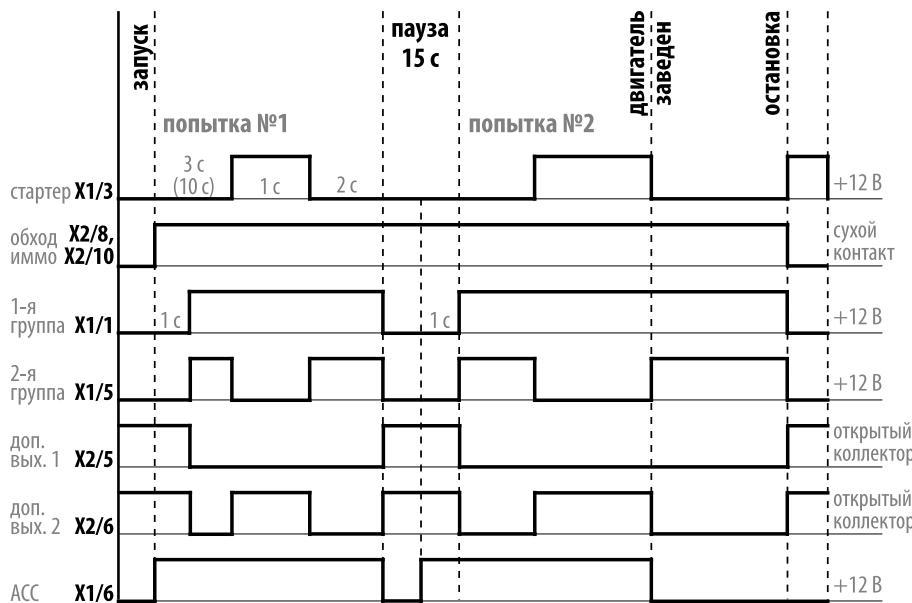 запуск
пауза
15 с
двигатель
заведен
остановка
попытка №1
попытка №2
3 с
(10 с)
1 с
2 с
стартер X1/3
+12 В
обход X2/8,
иммо X2/10
сухой
контакт
1-я
группа X1/1
1 с
1 с
+12 В
2-я
группа X1/5
+12 В
доп.
вых. 1 X2/5
открытый
коллектор
доп.
вых. 2 X2/6
открытый
коллектор
АСС X1/6
+12 В